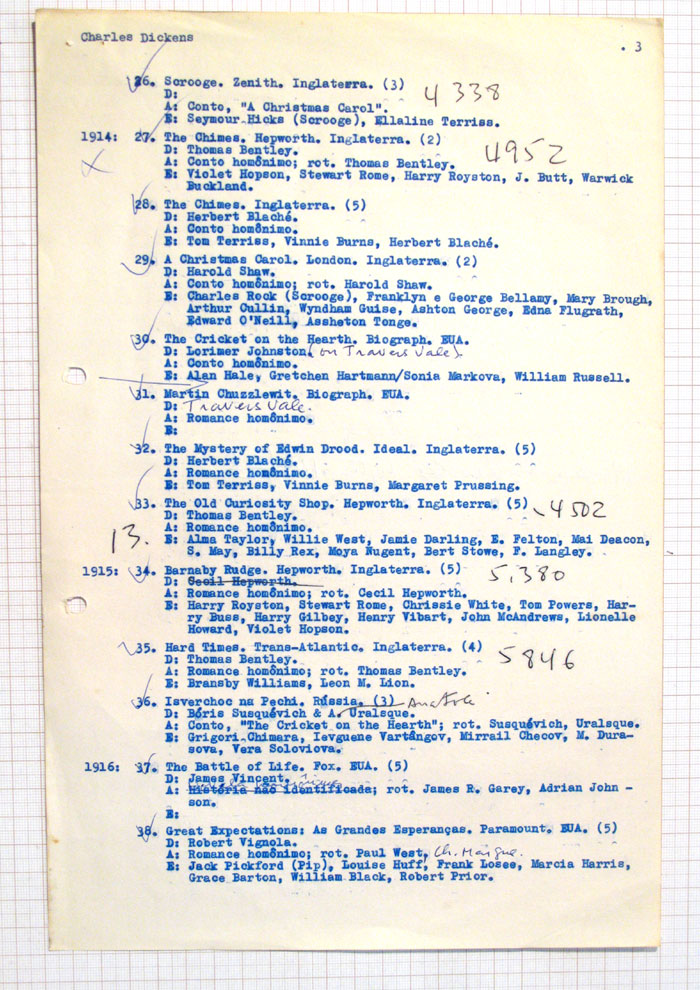 Charles Dickens
. 3
26. Scrooge. Zenith. Inglaterra. (3) 4 338
D:
A: Conto, "A Christmas Carol".
E: Seymour Hicks (Scrooge), Ellaline Terriss.
1914: 27. The Chimes. Hepworth. Inglaterra. (2) 4952
D: Thomas Bentley.
A: Conto homônimo; rot. Thomas Bentley.
E: Violet Hopson, Stewart Rome, Harry Royston, J. Butt, Warwick
Buckland.
28. The Chimes. Inglaterra. (5)
D: Herbert Blaché.
A: Conto homônimo.
E: Tom Terriss, Vinnie Burns, Herbert Blaché.
29. A Christmas Carol. London. Inglaterra. (2)
D: Harold Shaw.
A: Conto homônimo; rot. Harold Shaw.
E: Charles Rock (Scrooge), Franklyn e George Bellamy, Mary Brough,
Arthur Cullin, Wyndham Guise, Ashton George, Edna Flugrath,
Edward O'Neill, Assheton Tonge.
30. The Cricket on the Hearth. Biograph. EUA.
D: Lorimer Johnston (ou Travers Vale).
A: Conto homônimo.
E: Alan Hale, Gretchen Hartmann/Sonia Markova, William Russell.
31. Martin Chuzzlewit. Biograph. EUA.
D: Travers Vale.
A: Romance homônimo.
E:
32. The Mystery of Edwin Drood. Ideal. Inglaterra. (5)
D: Herbert Blaché.
A: Romance homônimo.
E: Tom Terriss, Vinnie Burns, Margaret Prussing.
33. The Old Curiosity Shop. Hepworth. Inglaterra. (5) 4502
D: Thomas Bentley.
A: Romance homônimo.
13. E: Alma Taylor, Willie West, Jamie Darling, E. Felton, Mai Deacon,
S. May, Billy Rex, Moya Nugent, Bert Stowe, F. Langley.
1915: 34. Barnaby Rudge. Hepworth. Inglaterra. (5) 5,380
D: Cecil Hepworth.
A: Romance homônimo; rot. Cecil Hepworth.
E: Harry Royston, Stewart Rome, Chrissie White, Tom Powers, Har-
ry Buss, Harry Gilbey, Henry Vibart, John McAndrews, Lionelle
Howard, Violet Hopson.
35. Hard Times. Trans-Atlantic. Inglaterra. (4) 5846
D: Thomas Bentley.
A: Romance homônimo; rot. Thomas Bentley.
E: Bransby Williams, Leon M. Lion.
36. Isverchoc na Pechi. Rússia. (3) Anatole
D: Bóris Susquévich & A. Uralsque.
A: Conto, "The Cricket on the Hearth"; rot. Susquévich, Uralsque.
E: Grigori Chimara, Ievguene Vartângov, Mirrail Checov, M. Dura-
sova, Vera Soloviova.
1916: 37. The Battle of Life. Fox. EUA. (5)
D: James Vincent.
A: História não identificada; rot. James R. Garey, Adrian John -
son.
E:
38. Great Expectations: As Grandes Esperanças. Paramount. EUA. (5)
D: Robert Vignola.
A: Romance homônimo; rot. Paul West, Ch. Maigne.
E: Jack Pickford (Pip), Louise Huff, Frank Losee, Marcia Harris,
Grace Barton, William Black, Robert Prior.